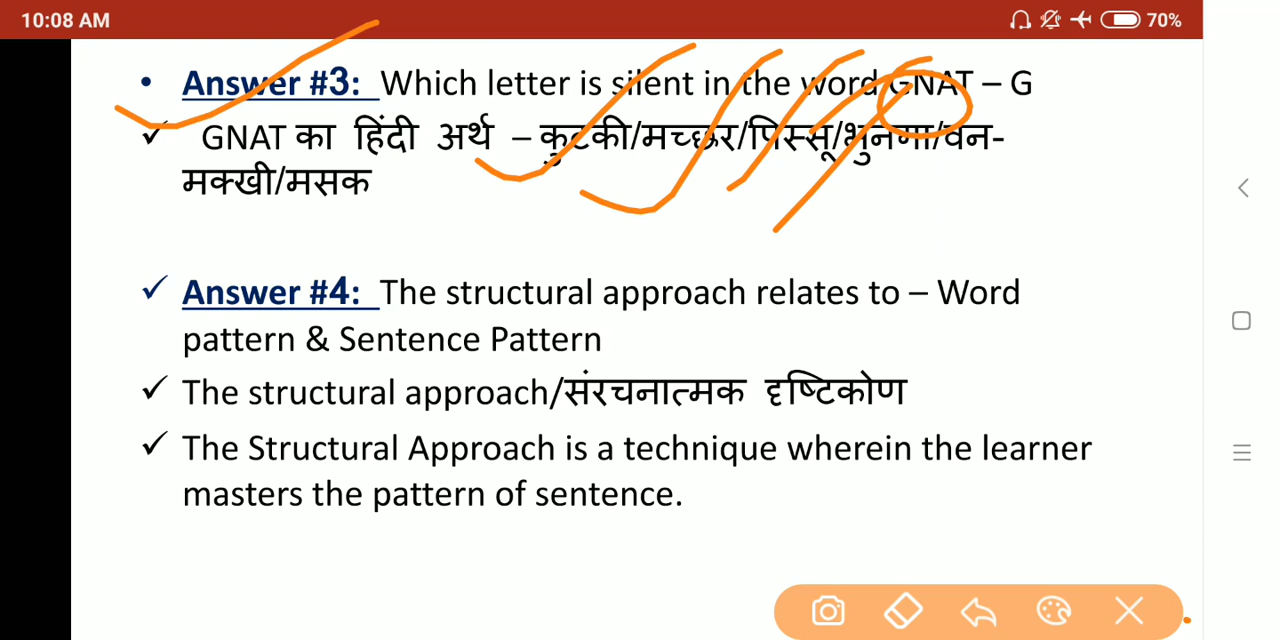 10:08 AM
70%
• Answer #3: Which letter is silent in the word GNAT – G
✓ GNAT का हिंदी अर्थ – कुटकी/मच्छर/पिस्सू/भुनगा/वन-
मक्खी/मसक
✓ Answer #4: The structural approach relates to – Word
pattern & Sentence Pattern
✓ The structural approach/संरचनात्मक दृष्टिकोण
✓ The Structural Approach is a technique wherein the learner
masters the pattern of sentence.